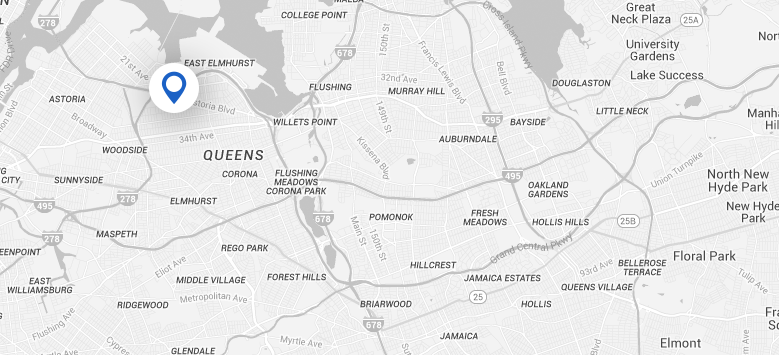 Great
Neck Plaza
COLLEGE POINT
MALBA
278
25A
150th St
Cross Island Pkwy
Francis Lewis Blvd
University
Gardens
EAST ELMHURST
21st Ave
Bell Blvd
Lake Success
32nd Ave
DOUGLASTON
FLUSHING
MURRAY HILL
ASTORIA
Astoria Blvd
LITTLE NECK
149th St
295
WILLETS POINT
BAYSIDE
Broadway
34th Ave
AUBURNDALE
WOODSIDE
Kissena Blvd
QUEENS
Union Turnpike
CORONA
FLUSHING
MEADOWS
CORONA PARK
495
North New
Hyde Park
SUNNYSIDE
CITY
OAKLAND
GARDENS
278
ELMHURST
495
New Hyde
Park
678
POMONOK
FRESH
MEADOWS
HOLLIS HILLS
25B
Main St
150th St
278
MASPETH
REGO PARK
Grand Central Pkwy
Floral Park
Eliot Ave
HILLCREST
BELLEROSE
TERRACE
93rd Ave
FOREST HILLS
MIDDLE VILLAGE
JAMAICA ESTATES
EAST
WILLIAMSBURG
QUEENS VILLAGE
Tulip Ave
Metropolitan Ave
25
RIDGEWOOD
BRIARWOOD
HOLLIS
Flushing Ave
678
JAMAICA
Myrtle Ave
Elmont
GLENDALE